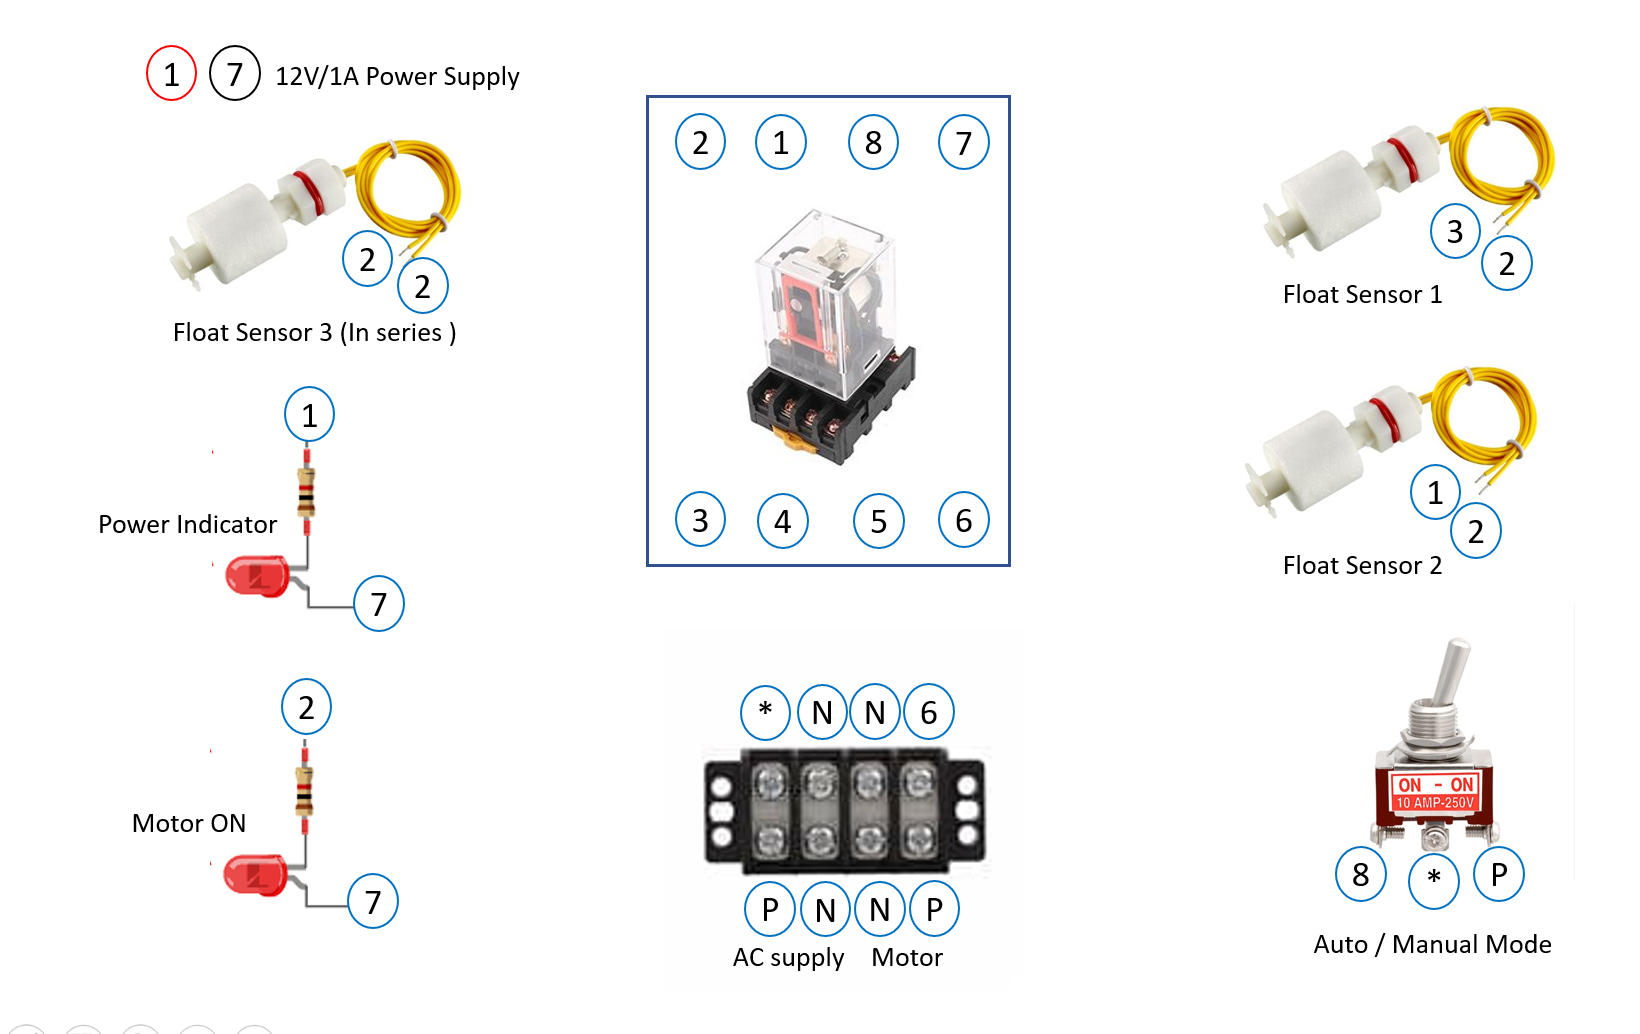 1 7 12V/1A Power Supply
2 1 8 7
2
2
Float Sensor 3 (In series )
3
2
Float Sensor 1
1
Power Indicator
7
3 4 5 6
1
2
Float Sensor 2
2
Motor ON
7
* N N 6
P N N P
AC supply Motor
ON - ON
10 AMP-250V
8 * P
Auto / Manual Mode